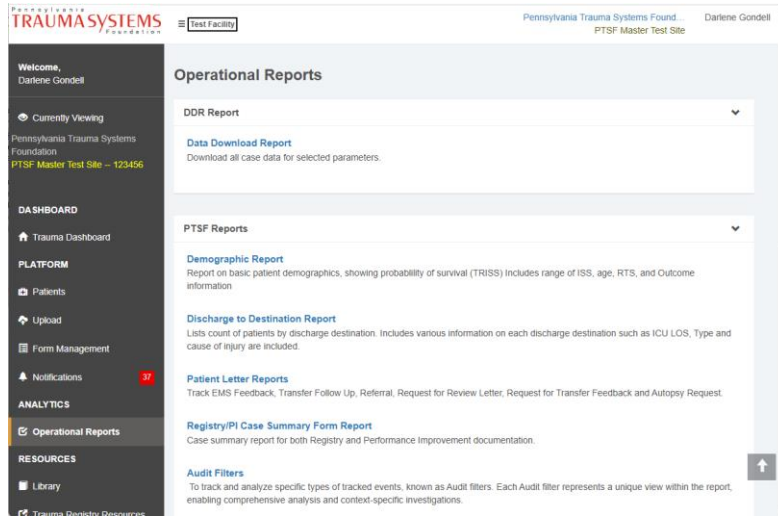 Pennsylvania
TRAUMA SYSTEMS
Foundation
Test Facility
Pennsylvania Trauma Systems Found...
PTSF Master Test Site
Darlene Gondell
Welcome,
Darlene Gondell
Currently Viewing
Pennsylvania Trauma Systems
Foundation
PTSF Master Test Site -- 123456
DASHBOARD
Trauma Dashboard
PLATFORM
Patients
Upload
Form Management
Notifications
37
ANALYTICS
Operational Reports
RESOURCES
Library
Trauma Registry Resources
Operational Reports
DDR Report
Data Download Report
Download all case data for selected parameters.
PTSF Reports
Demographic Report
Report on basic patient demographics, showing probability of survival (TRISS) Includes range of ISS, age, RTS, and Outcome
information
Discharge to Destination Report
Lists count of patients by discharge destination. Includes various information on each discharge destination such as ICU LOS, Type and
cause of injury are included.
Patient Letter Reports
Track EMS Feedback, Transfer Follow Up, Referral, Request for Review Letter, Request for Transfer Feedback and Autopsy Request.
Registry/PI Case Summary Form Report
Case summary report for both Registry and Performance Improvement documentation.
Audit Filters
To track and analyze specific types of tracked events, known as Audit filters. Each Audit filter represents a unique view within the report,
enabling comprehensive analysis and context-specific investigations.